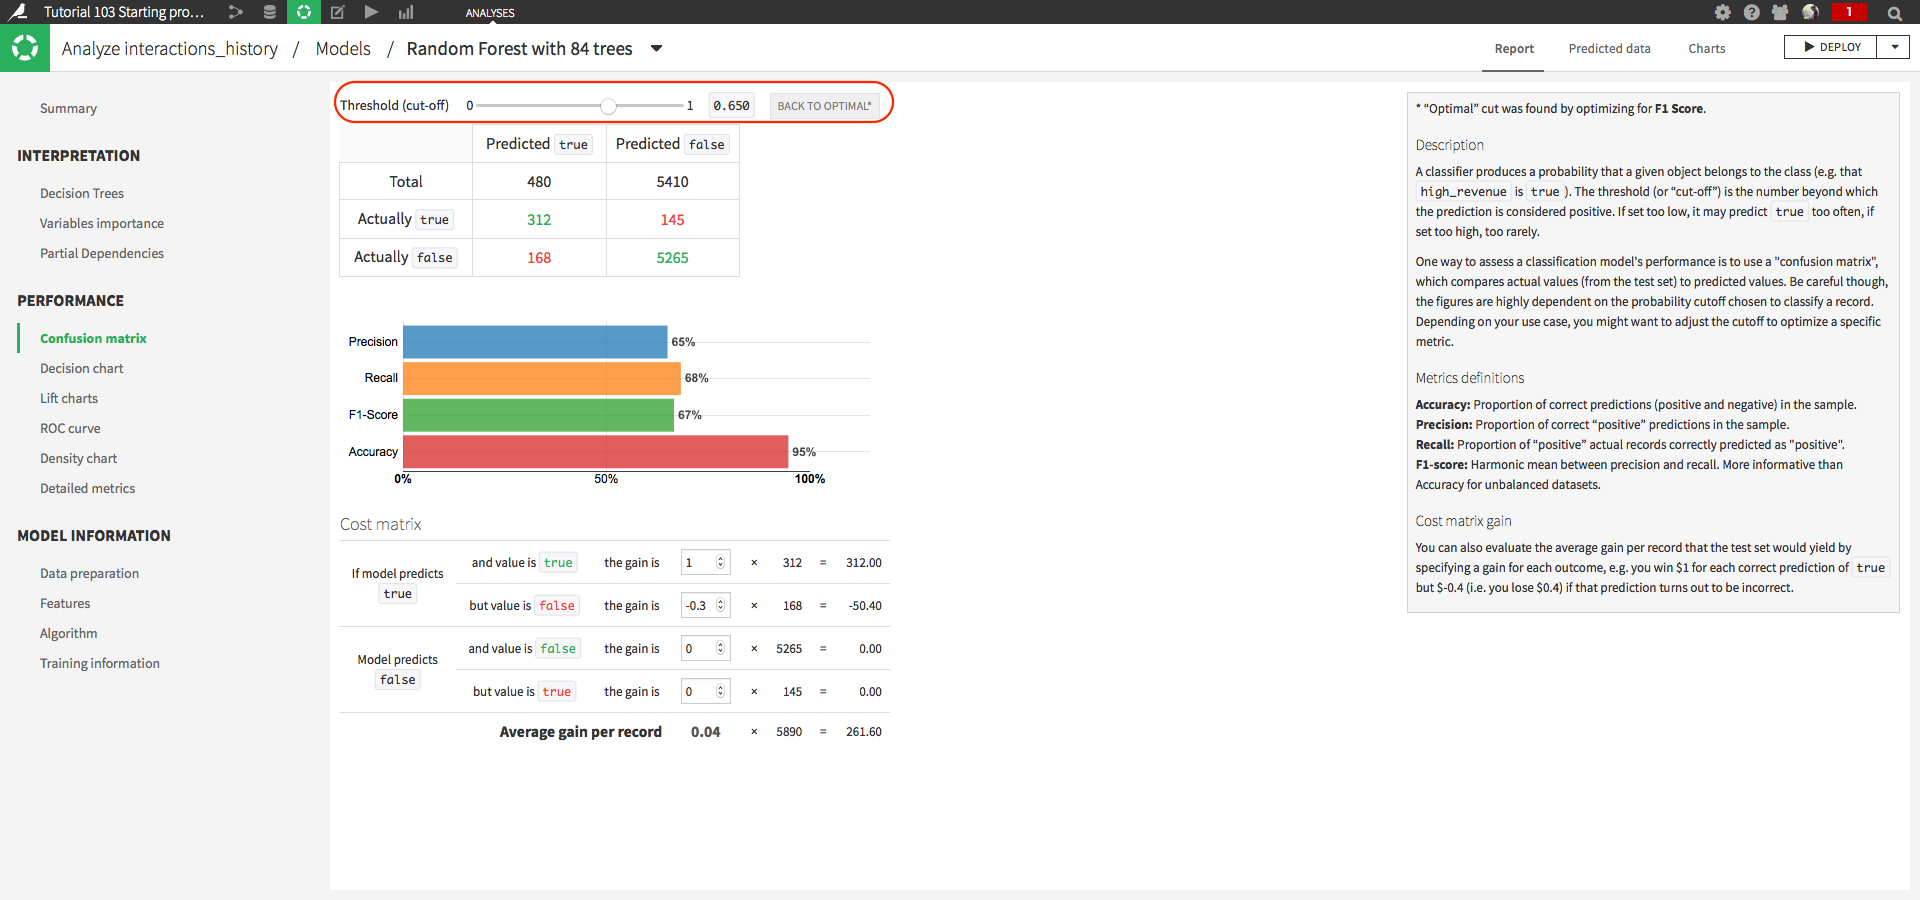 Tutorial 103 Starting pro... ANALYSES 1
Analyze interactions_history / Models / Random Forest with 84 trees Report Predicted data Charts DEPLOY
Summary
INTERPRETATION
Decision Trees
Variables importance
Partial Dependencies
PERFORMANCE
Confusion matrix
Decision chart
Lift charts
ROC curve
Density chart
Detailed metrics
MODEL INFORMATION
Data preparation
Features
Algorithm
Training information
Threshold (cut-off) 0 1 0.650 BACK TO OPTIMAL*
Predicted true Predicted false
Total 480 5410
Actually true 312 145
Actually false 168 5265
Precision 65%
Recall 68%
F1-Score 67%
Accuracy 95%
0% 50% 100%
Cost matrix
If model predicts true
and value is true the gain is 1 × 312 = 312.00
but value is false the gain is -0.3 × 168 = -50.40
Model predicts false
and value is false the gain is 0 × 5265 = 0.00
but value is true the gain is 0 × 145 = 0.00
Average gain per record 0.04 × 5890 = 261.60
* “Optimal” cut was found by optimizing for F1 Score.
Description
A classifier produces a probability that a given object belongs to the class (e.g. that
high_revenue is true ). The threshold (or “cut-off”) is the number beyond which
the prediction is considered positive. If set too low, it may predict true too often, if
set too high, too rarely.
One way to assess a classification model's performance is to use a "confusion matrix",
which compares actual values (from the test set) to predicted values. Be careful though,
the figures are highly dependent on the probability cutoff chosen to classify a record.
Depending on your use case, you might want to adjust the cutoff to optimize a specific
metric.
Metrics definitions
Accuracy: Proportion of correct predictions (positive and negative) in the sample.
Precision: Proportion of correct “positive” predictions in the sample.
Recall: Proportion of “positive” actual records correctly predicted as "positive".
F1-score: Harmonic mean between precision and recall. More informative than
Accuracy for unbalanced datasets.
Cost matrix gain
You can also evaluate the average gain per record that the test set would yield by
specifying a gain for each outcome, e.g. you win $1 for each correct prediction of true
but $-0.4 (i.e. you lose $0.4) if that prediction turns out to be incorrect.